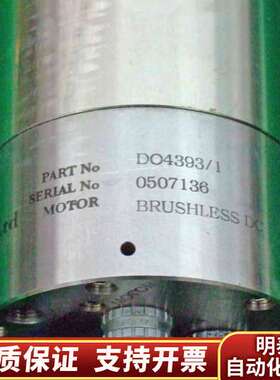 PART No DO4393/1
SERIAL No 0507136
MOTOR BRUSHLESS DC
td
质保证 支持开票
明
自动化